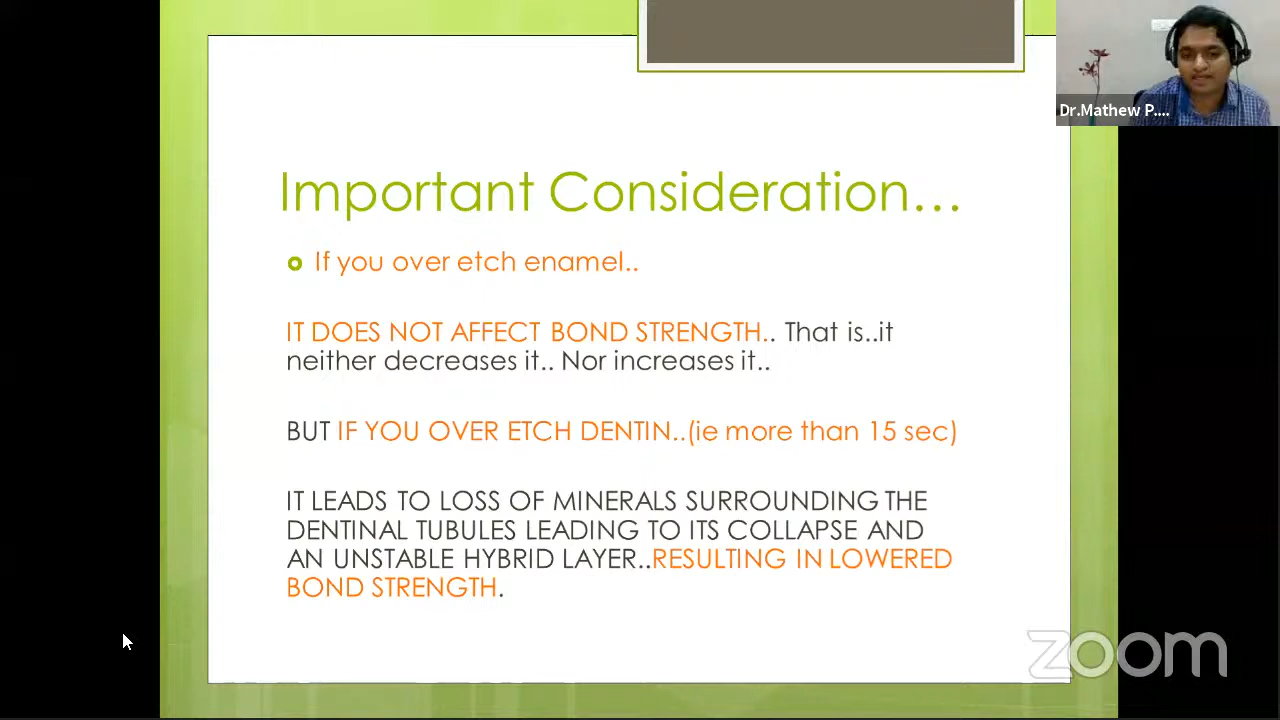 Dr.Mathew P....
Important Consideration...
If you over etch enamel..
IT DOES NOT AFFECT BOND STRENGTH.. That is..it
neither decreases it.. Nor increases it..
BUT IF YOU OVER ETCH DENTIN..(ie more than 15 sec)
IT LEADS TO LOSS OF MINERALS SURROUNDING THE
DENTINAL TUBULES LEADING TO ITS COLLAPSE AND
AN UNSTABLE HYBRID LAYER..RESULTING IN LOWERED
BOND STRENGTH.
zoom